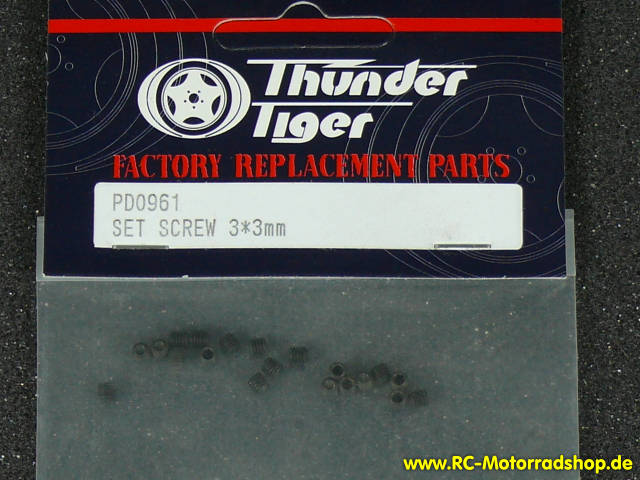 Thunder
Tiger
FACTORY REPLACEMENT PARTS
PD0961
SET SCREW 3*3mm
www.RC-Motorradshop.de